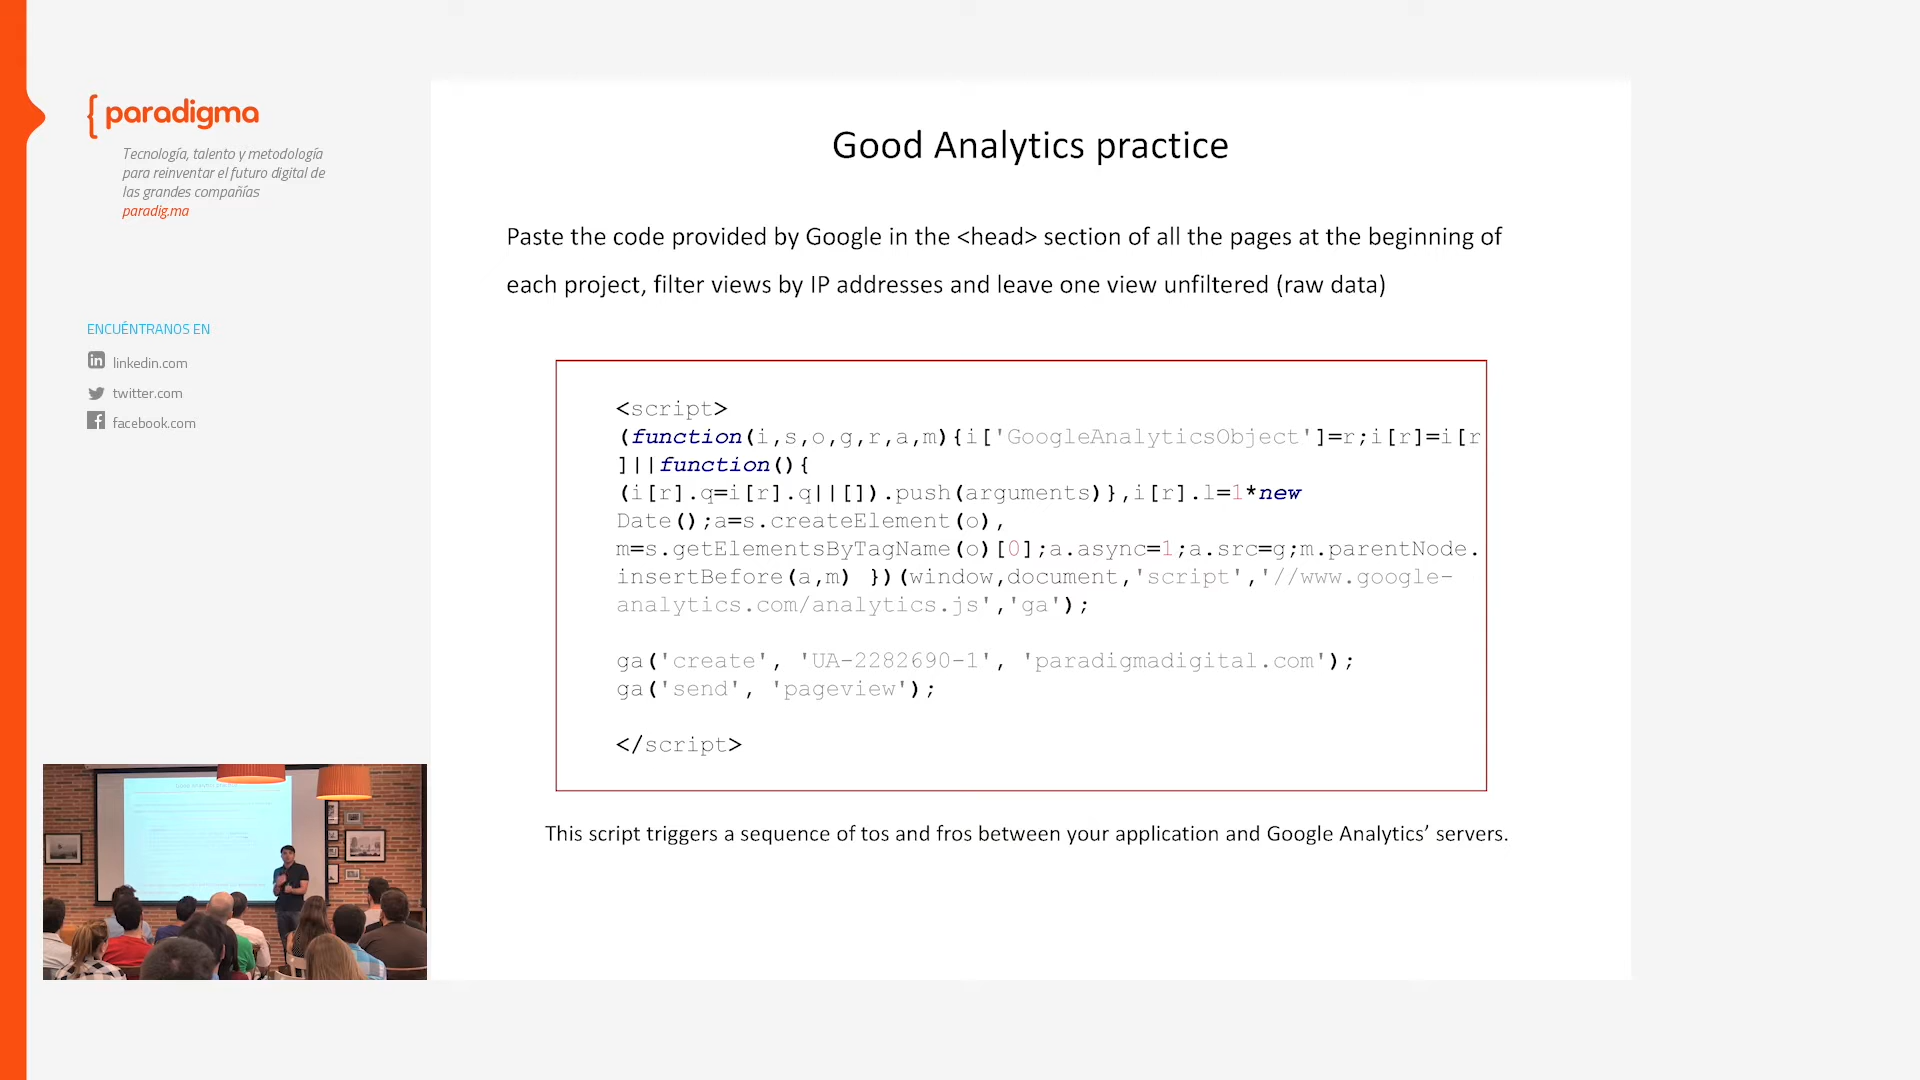 { paradigma
Tecnología, talento y metodología
para reinventar el futuro digital de
las grandes compañías
paradig.ma
ENCUÉNTRANOS EN
linkedin.com
twitter.com
facebook.com
Good Analytics practice
Paste the code provided by Google in the <head> section of all the pages at the beginning of
each project, filter views by IP addresses and leave one view unfiltered (raw data)
<script>
(function(i,s,o,g,r,a,m){i['GoogleAnalyticsObject']=r;i[r]=i[r
]||function(){
(i[r].q=i[r].q||[]).push(arguments)},i[r].l=1*new
Date();a=s.createElement(o),
m=s.getElementsByTagName(o)[0];a.async=1;a.src=g;m.parentNode.
insertBefore(a,m) })(window,document,'script','//www.google-
analytics.com/analytics.js','ga');
ga('create', 'UA-2282690-1', 'paradigmadigital.com');
ga('send', 'pageview');
</script>
This script triggers a sequence of tos and fros between your application and Google Analytics’ servers.